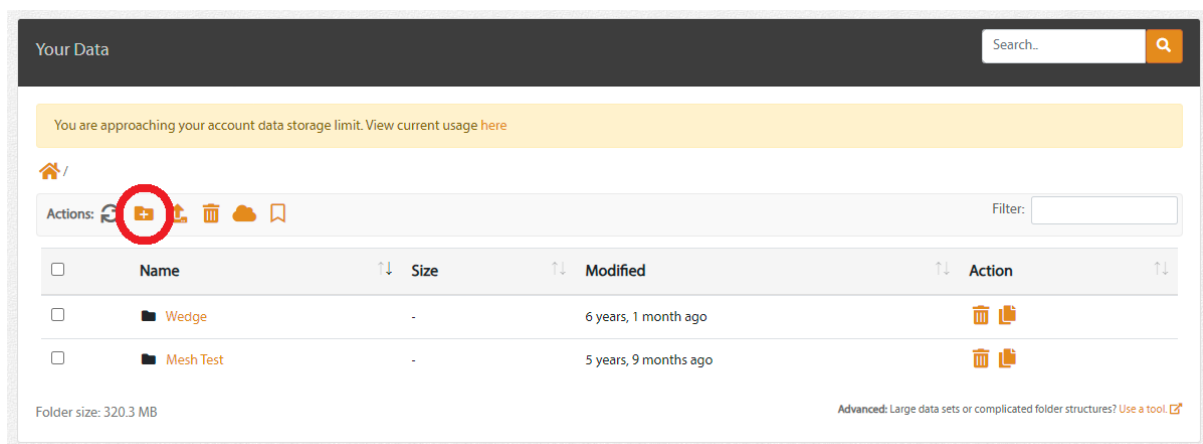 Your Data
Search..
You are approaching your account data storage limit. View current usage here
/
Actions:
Filter:
Name Size Modified Action
Wedge - 6 years, 1 month ago
Mesh Test - 5 years, 9 months ago
Folder size: 320.3 MB
Advanced: Large data sets or complicated folder structures? Use a tool.